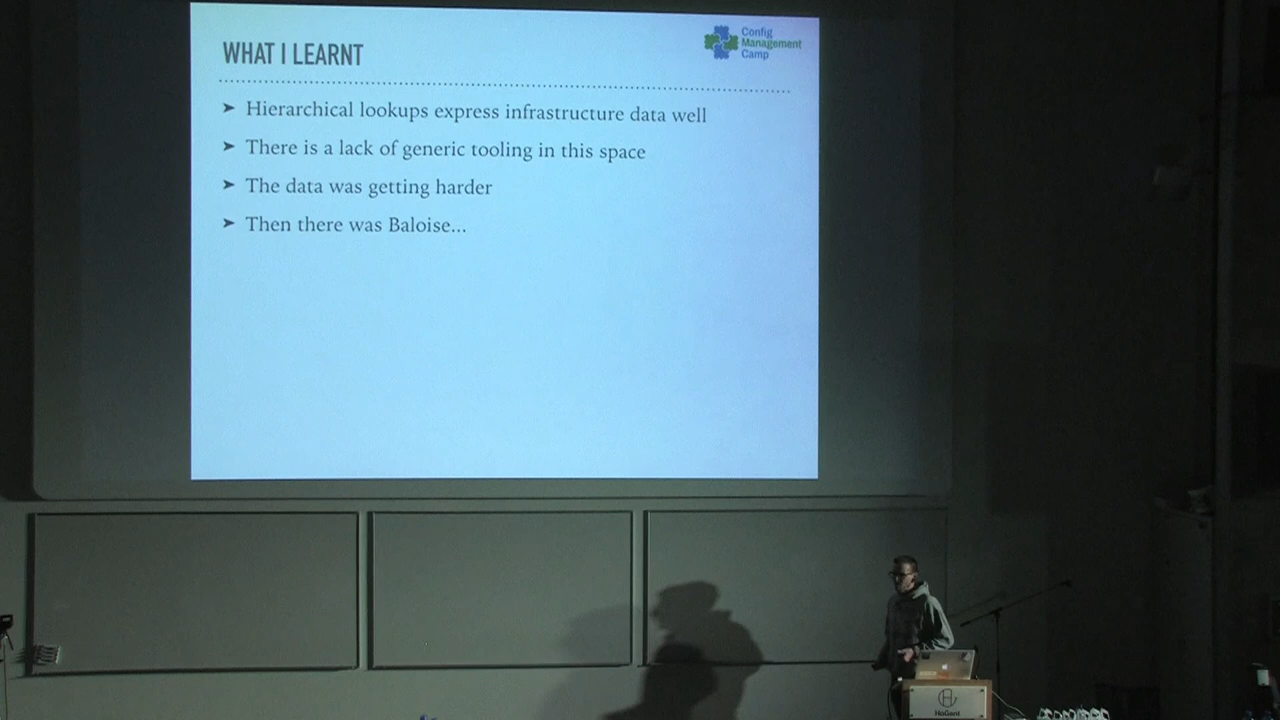 WHAT I LEARNT
Config
Management
Camp
➤ Hierarchical lookups express infrastructure data well
➤ There is a lack of generic tooling in this space
➤ The data was getting harder
➤ Then there was Baloise...
HoGent